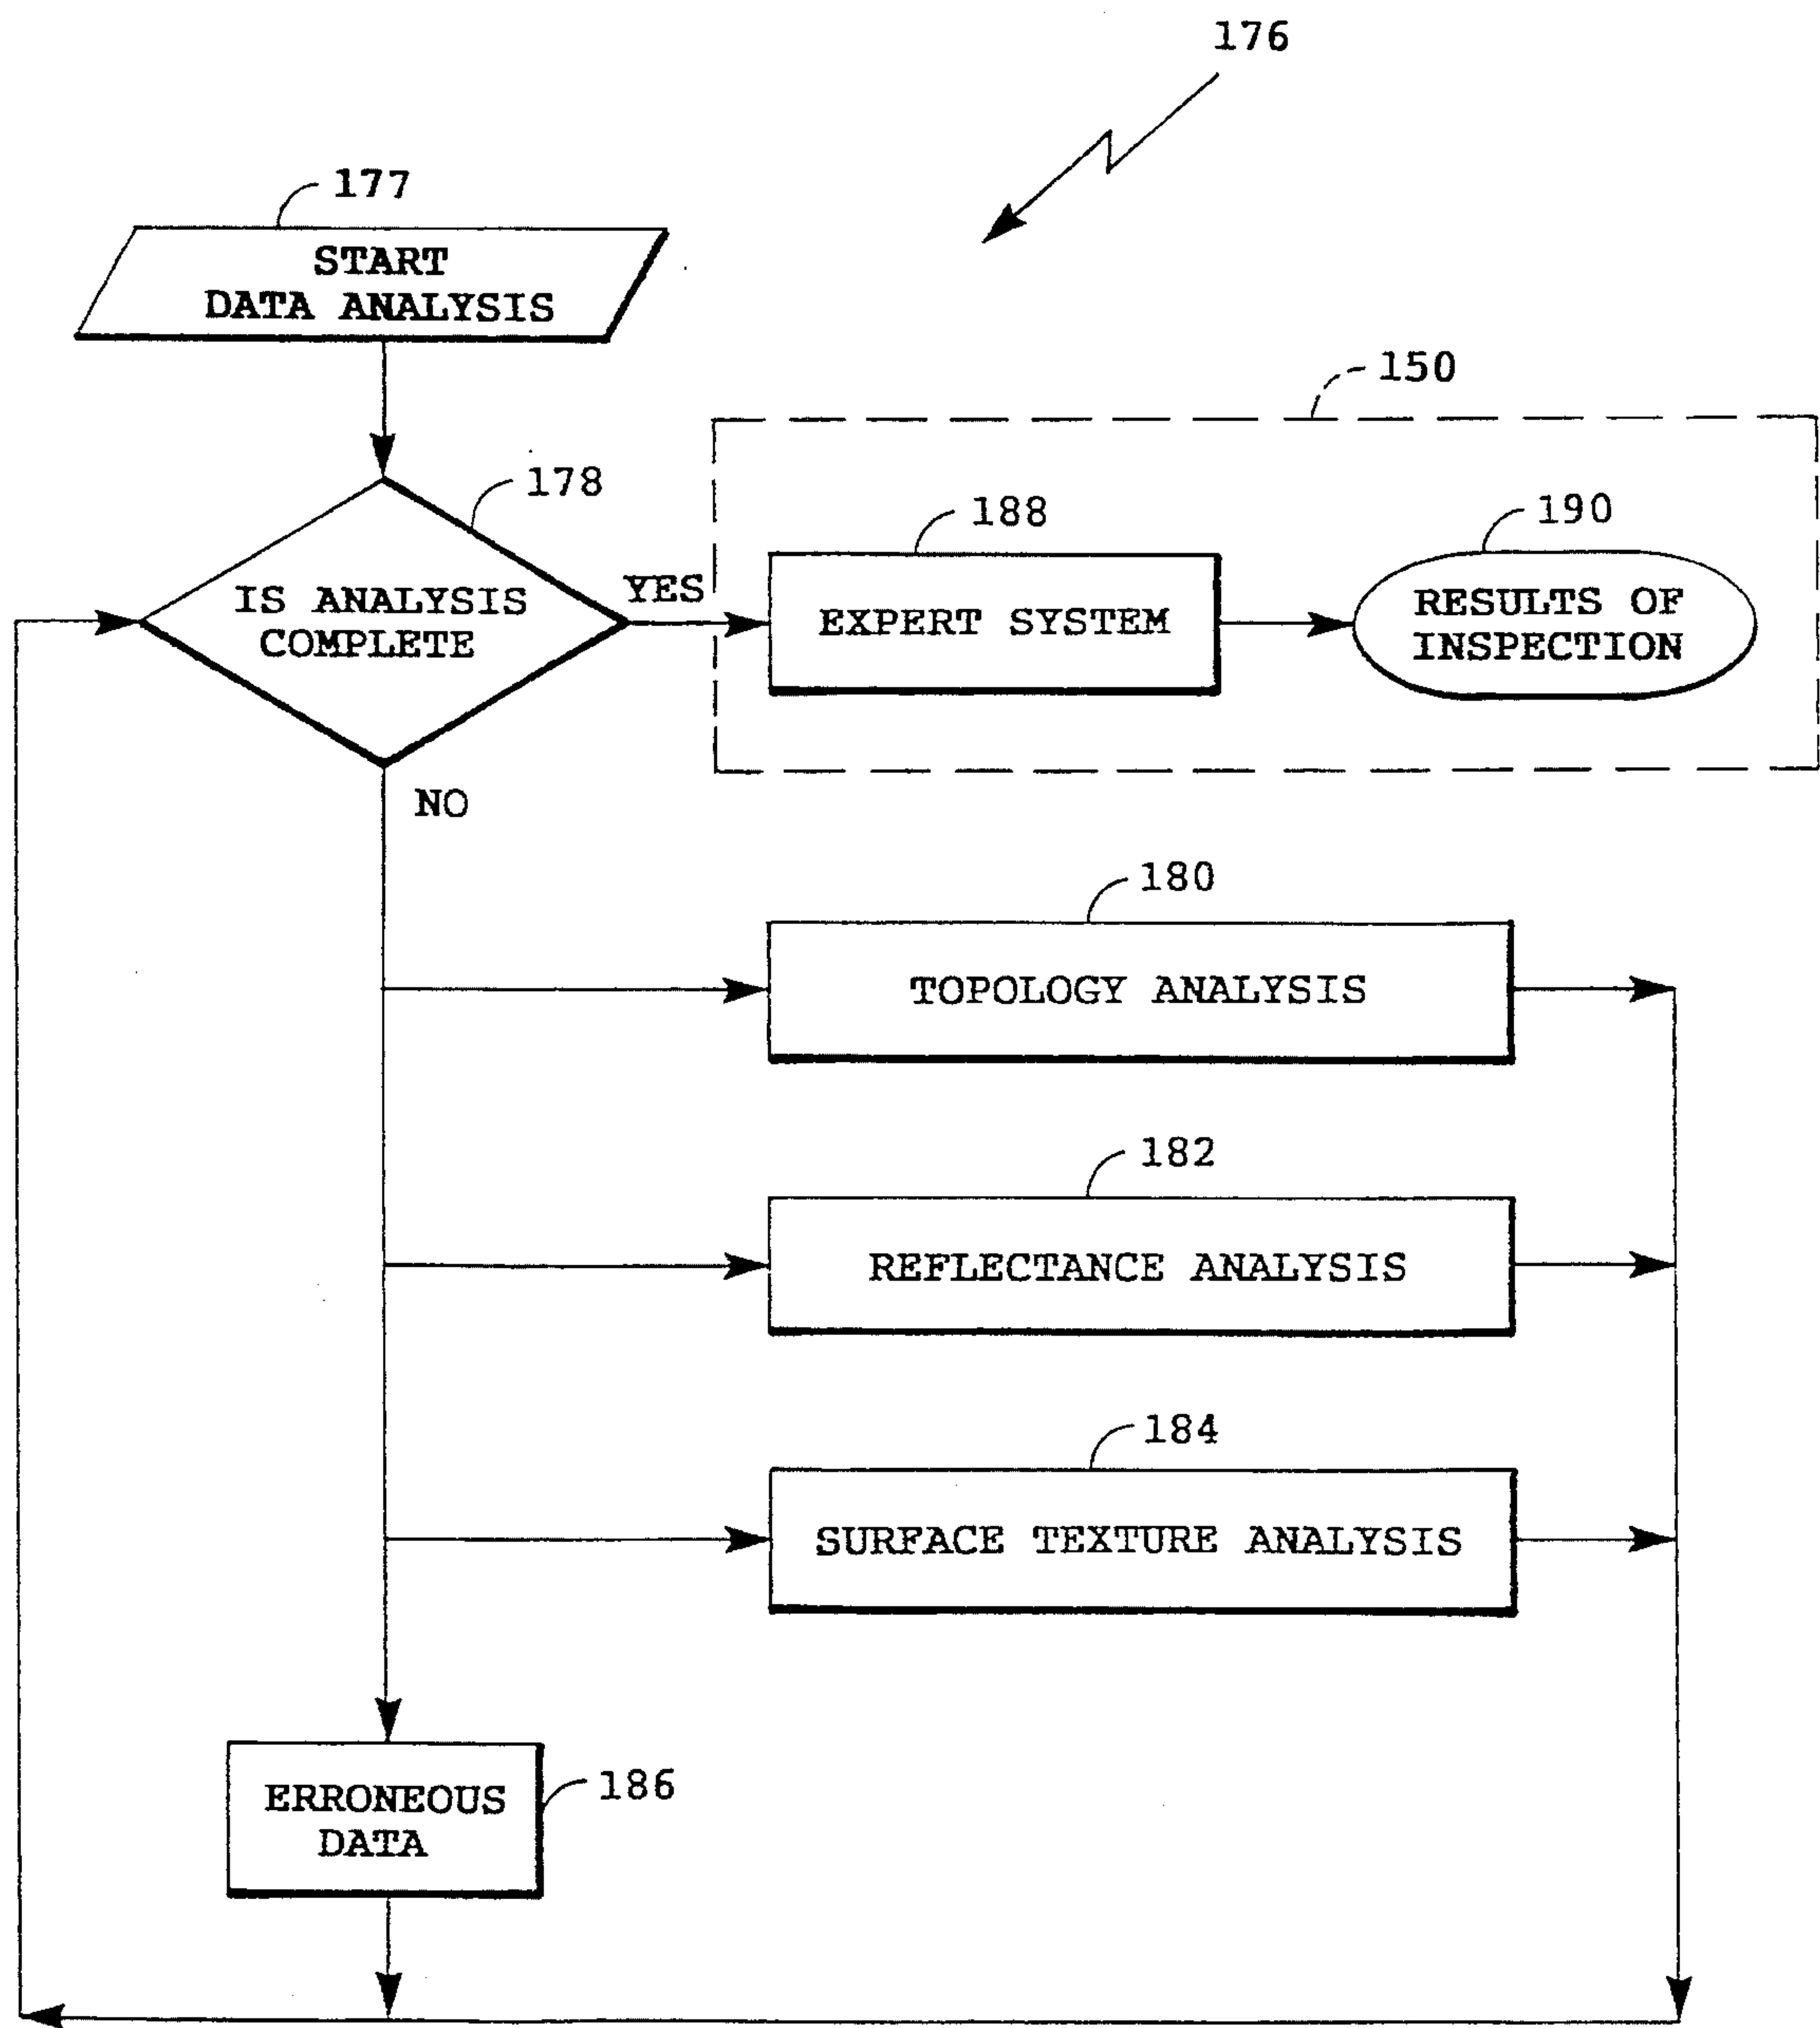 176
177
START
DATA ANALYSIS
150
178
188
190
IS ANALYSIS
COMPLETE
YES
EXPERT SYSTEM
RESULTS OF
INSPECTION
NO
180
TOPOLOGY ANALYSIS
182
REFLECTANCE ANALYSIS
184
SURFACE TEXTURE ANALYSIS
186
ERRONEOUS
DATA